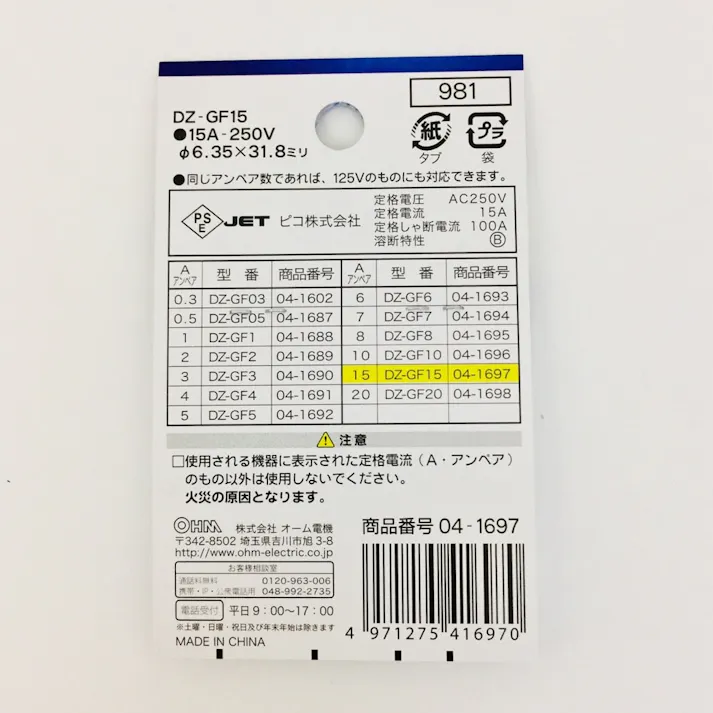 981
DZ-GF15
●15A-250V
φ6.35×31.8ミリ
紙
タブ
プラ
袋
●同じアンペア数であれば、125Vのものにも対応できます。
PS
E
JET ピコ株式会社
定格電圧 AC250V
定格電流 15A
定格しゃ断電流 100A
溶断特性 Ⓑ
A アンペア 型番 商品番号 A アンペア 型番 商品番号
0.3 DZ-GF03 04-1602 6 DZ-GF6 04-1693
0.5 DZ-GF05 04-1687 7 DZ-GF7 04-1694
1 DZ-GF1 04-1688 8 DZ-GF8 04-1695
2 DZ-GF2 04-1689 10 DZ-GF10 04-1696
3 DZ-GF3 04-1690 15 DZ-GF15 04-1697
4 DZ-GF4 04-1691 20 DZ-GF20 04-1698
5 DZ-GF5 04-1692
⚠注意
□使用される機器に表示された定格電流（A・アンペア）
のもの以外は使用しないでください。
火災の原因となります。
OHM 株式会社 オーム電機
〒342-8502 埼玉県吉川市旭 3-8
http://www.ohm-electric.co.jp
お客様相談室
通話料無料 0120-963-006
携帯・IP・公衆電話用 048-992-2735
電話受付 平日 9：00〜17：00
※土曜・日曜・祝日及び年末年始は除きます
MADE IN CHINA
商品番号 04-1697
4 971275 416970